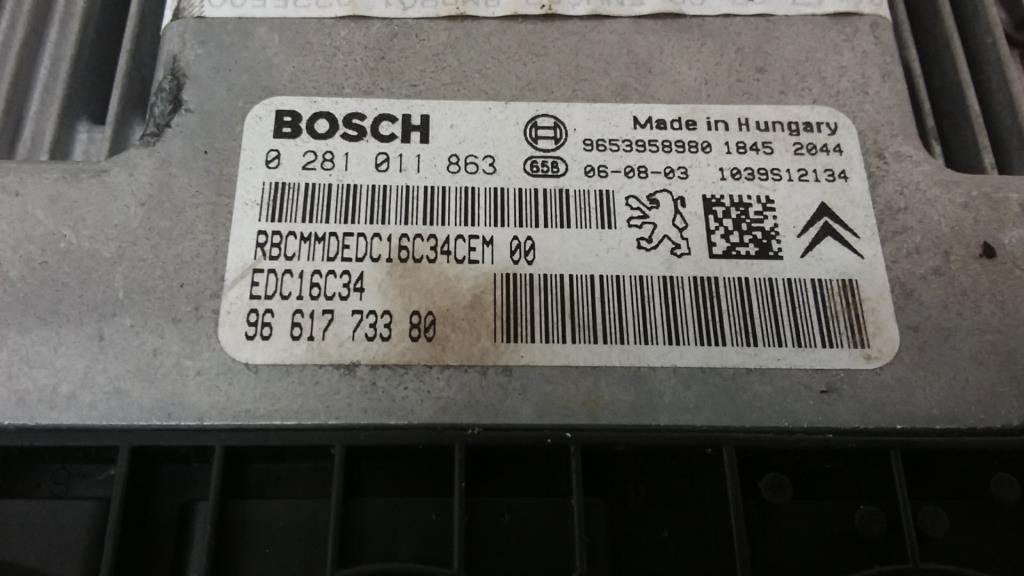 BOSCH
Made in Hungary
9653958980 1845 2044
0 281 011 863
658 06-08-03 1039S12134
RBCMMDEDC16C34CEM 00
EDC16C34
96 617 733 80